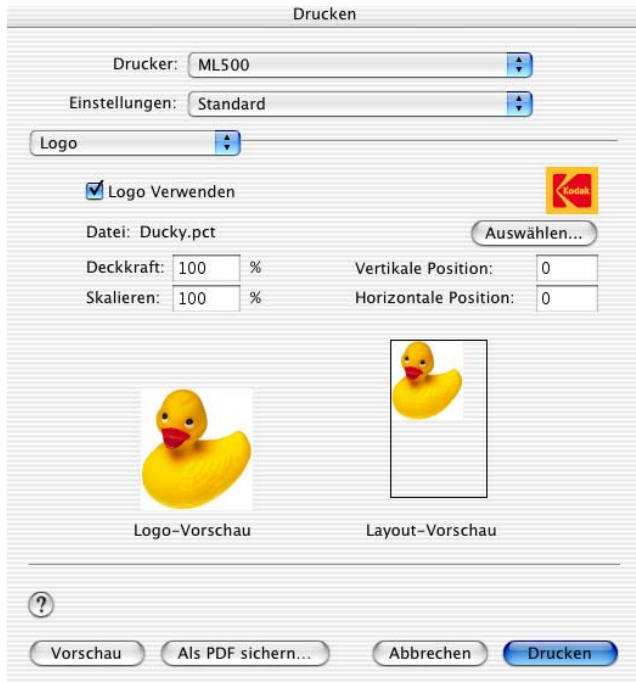 Drucken
Drucker: ML500
Einstellungen: Standard
Logo
Logo Verwenden
Kodak
Datei: Ducky.pct
Auswählen...
Deckkraft: 100 % Vertikale Position: 0
Skalieren: 100 % Horizontale Position: 0
Logo-Vorschau Layout-Vorschau
?
Vorschau Als PDF sichern... Abbrechen Drucken